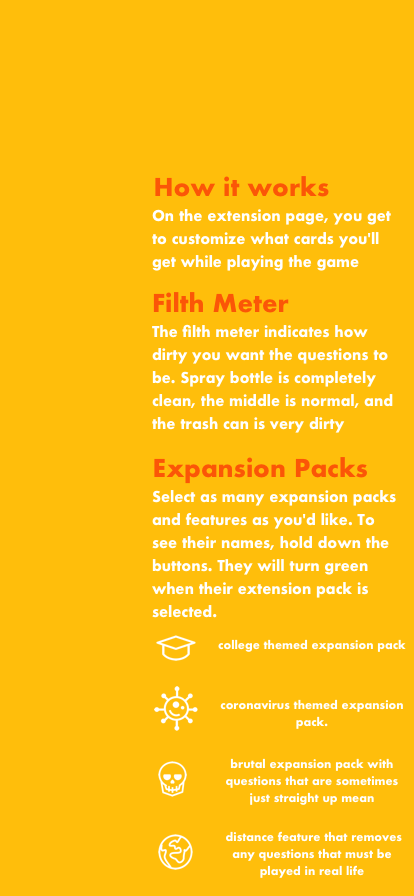 How it works
On the extension page, you get
to customize what cards you'll
get while playing the game
Filth Meter
The filth meter indicates how
dirty you want the questions to
be. Spray bottle is completely
clean, the middle is normal, and
the trash can is very dirty
Expansion Packs
Select as many expansion packs
and features as you'd like. To
see their names, hold down the
buttons. They will turn green
when their extension pack is
selected.
college themed expansion pack
coronavirus themed expansion
pack.
brutal expansion pack with
questions that are sometimes
just straight up mean
distance feature that removes
any questions that must be
played in real life